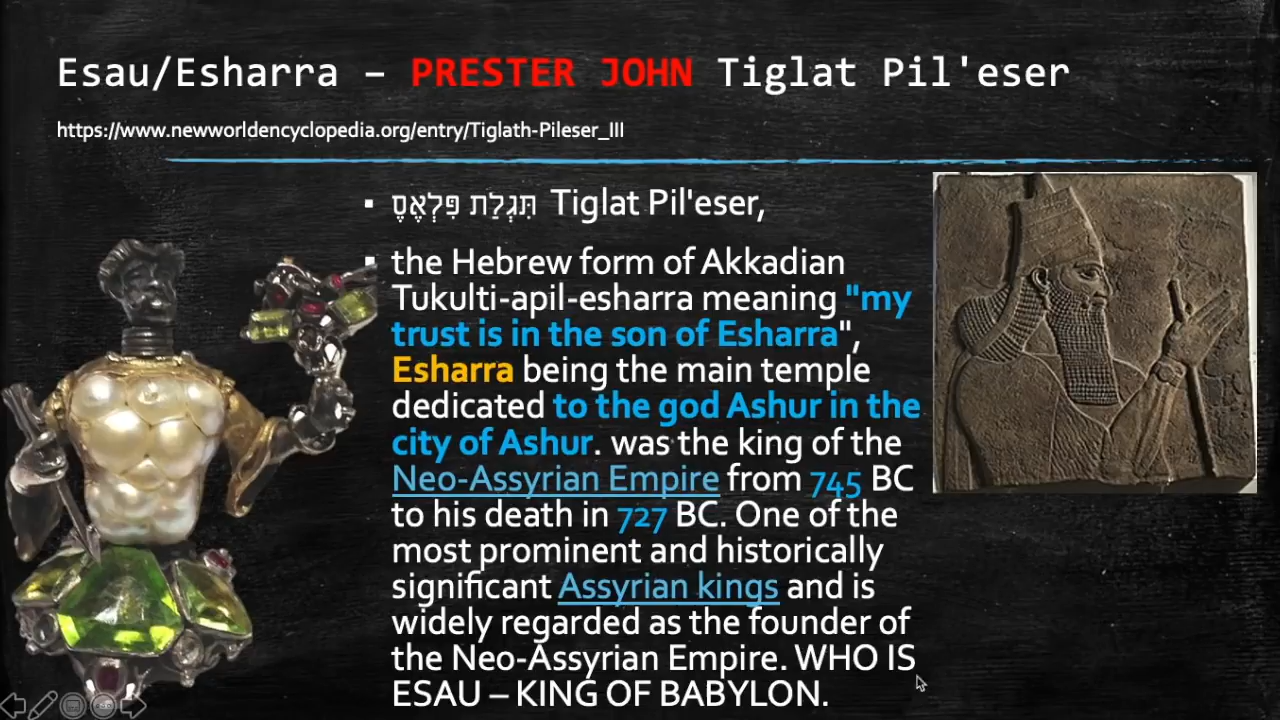 Esau/Esharra – PRESTER JOHN Tiglat Pil'eser
https://www.newworldencyclopedia.org/entry/Tiglath-Pileser_III
▪ תִּגְלַת פִּלְאֶסֶ Tiglat Pil'eser,
▪ the Hebrew form of Akkadian
Tukulti-apil-esharra meaning "my
trust is in the son of Esharra",
Esharra being the main temple
dedicated to the god Ashur in the
city of Ashur. was the king of the
Neo-Assyrian Empire from 745 BC
to his death in 727 BC. One of the
most prominent and historically
significant Assyrian kings and is
widely regarded as the founder of
the Neo-Assyrian Empire. WHO IS
ESAU – KING OF BABYLON.